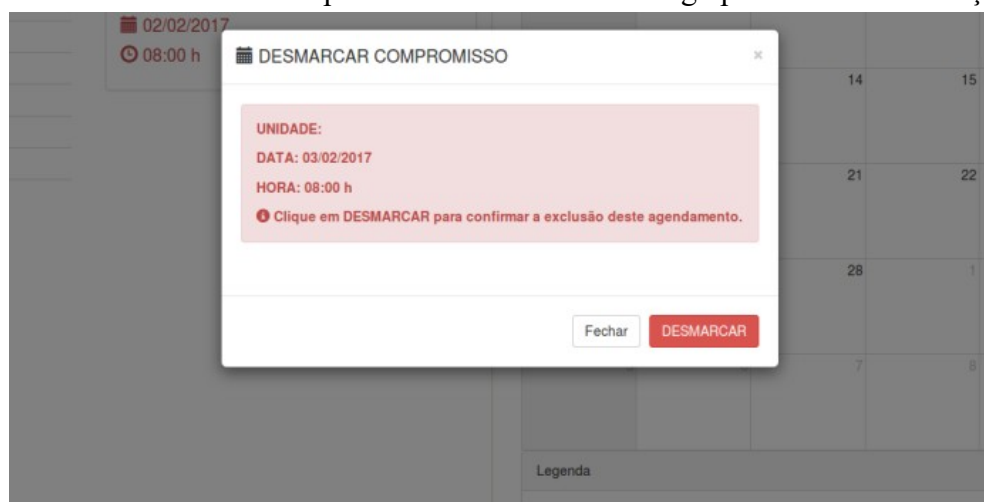 02/02/2017
08:00 h
DESMARCAR COMPROMISSO ×
UNIDADE:
DATA: 03/02/2017
HORA: 08:00 h
Clique em DESMARCAR para confirmar a exclusão deste agendamento.
Fechar DESMARCAR
14 15
21 22
28 1
7 8
Legenda